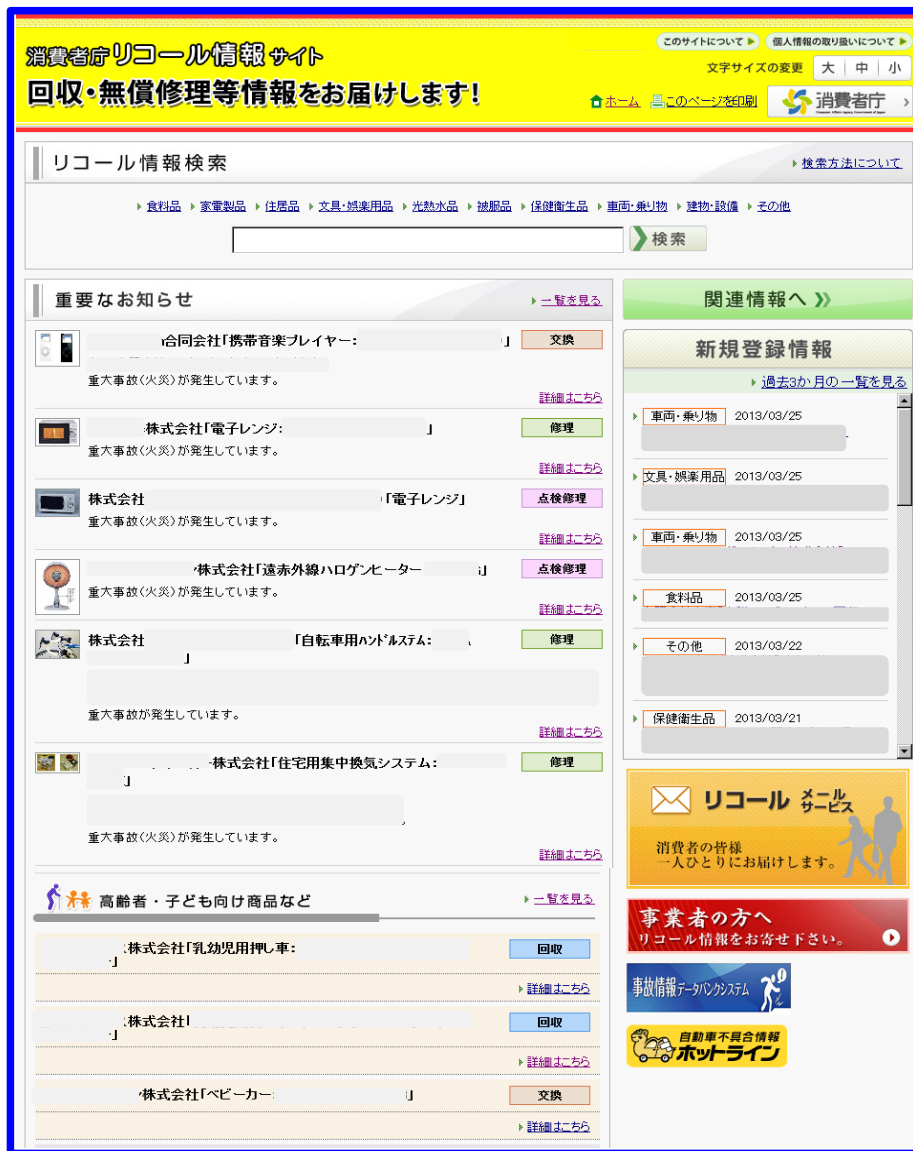 消費者庁リコール情報サイト
回収・無償修理等情報をお届けします!
このサイトについて
個人情報の取り扱いについて
文字サイズの変更 大 中 小
ホーム
このページを印刷
消費者庁
リコール情報検索
検索方法について
食料品 家電製品 住居品 文具・娯楽用品 光熱水品 被服品 保健衛生品 車両・乗り物 建物・設備 その他
検索
重要なお知らせ
一覧を見る
合同会社「携帯音楽プレイヤー: 」 交換
重大事故(火災)が発生しています。
詳細はこちら
株式会社「電子レンジ: 」 修理
重大事故(火災)が発生しています。
詳細はこちら
株式会社 「電子レンジ」 点検修理
重大事故(火災)が発生しています。
詳細はこちら
株式会社「遠赤外線ハロゲンヒーター 」 点検修理
重大事故(火災)が発生しています。
詳細はこちら
株式会社 「自転車用ハンドルステム: 修理
」
重大事故が発生しています。
詳細はこちら
株式会社「住宅用集中換気システム: 修理
」
重大事故(火災)が発生しています。
詳細はこちら
高齢者・子ども向け商品など
一覧を見る
株式会社「乳幼児用押し車: 回収
」
詳細はこちら
株式会社「 回収
」
詳細はこちら
株式会社「ベビーカー: 」 交換
詳細はこちら
関連情報へ
新規登録情報
過去3か月の一覧を見る
車両・乗り物 2013/03/25
文具・娯楽用品 2013/03/25
車両・乗り物 2013/03/25
食料品 2013/03/25
その他 2013/03/22
保健衛生品 2013/03/21
リコール メールサービス
消費者の皆様
一人ひとりにお届けします。
事業者の方へ
リコール情報をお寄せ下さい。
事故情報データバンクシステム
自動車不具合情報
ホットライン